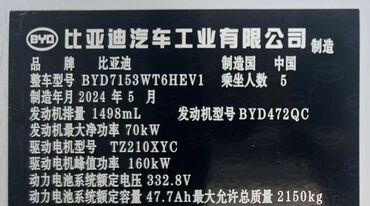 BYD 比亚迪汽车工业有限公司 制造
品牌 比亚迪 制造国 中国
整车型号 BYD7153WT6HEV1 乘坐人数 5
制造年月 2024 年 5 月
发动机排量 1498mL 发动机型号 BYD472QC
发动机最大净功率 70kW
驱动电机型号 TZ210XYC
驱动电机峰值功率 160kW
动力电池系统额定电压 332.8V
动力电池系统额定容量 47.7Ah 最大允许总质量 2150kg